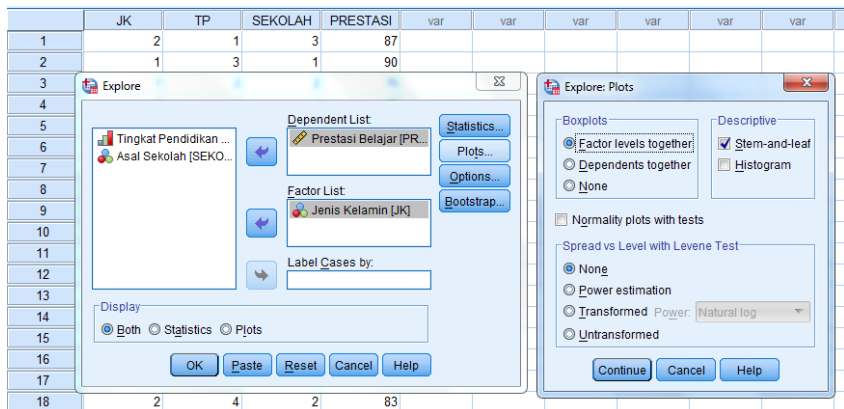 JK TP SEKOLAH PRESTASI var var var var var var
1 2 1 3 87
2 1 3 1 90
3
4
5
6
7
8
9
10
11
12
13
14
15
16
17
18 2 4 2 83
Explore
Tingkat Pendidikan ...
Asal Sekolah [SEKO...
Dependent List:
Prestasi Belajar [PR...
Factor List:
Jenis Kelamin [JK]
Label Cases by:
Statistics...
Plots...
Options...
Bootstrap...
Display
Both Statistics Plots
OK Paste Reset Cancel Help
Explore: Plots
Boxplots
Factor levels together
Dependents together
None
Descriptive
Stem-and-leaf
Histogram
Normality plots with tests
Spread vs Level with Levene Test
None
Power estimation
Transformed Power: Natural log
Untransformed
Continue Cancel Help